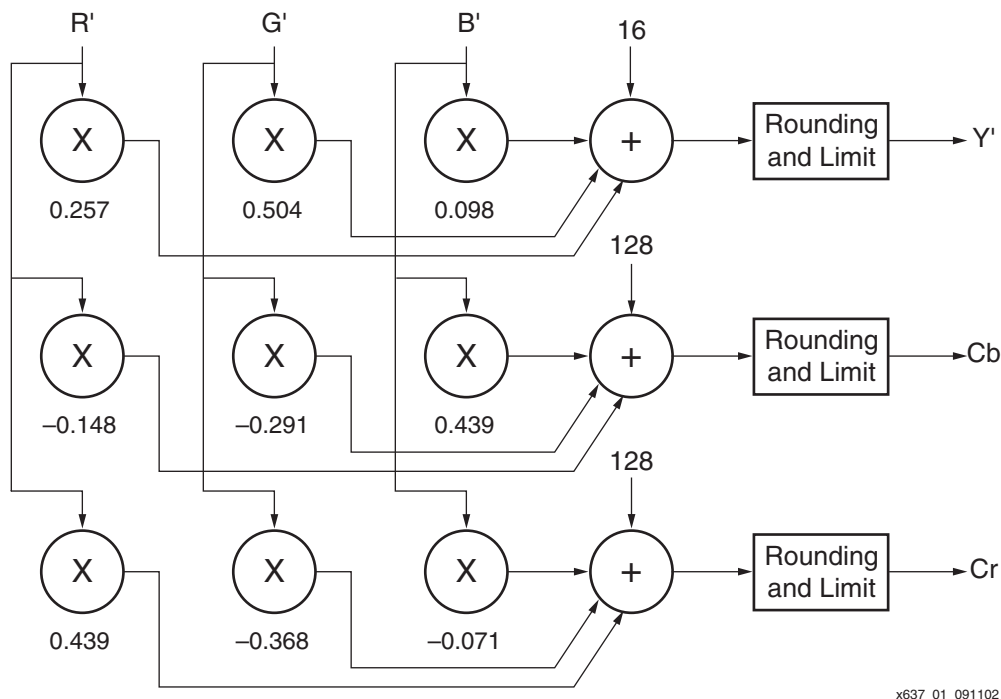 R' G' B' 16
X X X + Rounding and Limit Y'
0.257 0.504 0.098
128
X X X + Rounding and Limit Cb
–0.148 –0.291 0.439
128
X X X + Rounding and Limit Cr
0.439 –0.368 –0.071
x637_01_091102